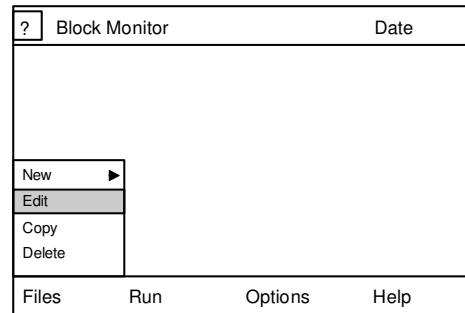 ? Block Monitor Date
New
Edit
Copy
Delete
Files Run Options Help